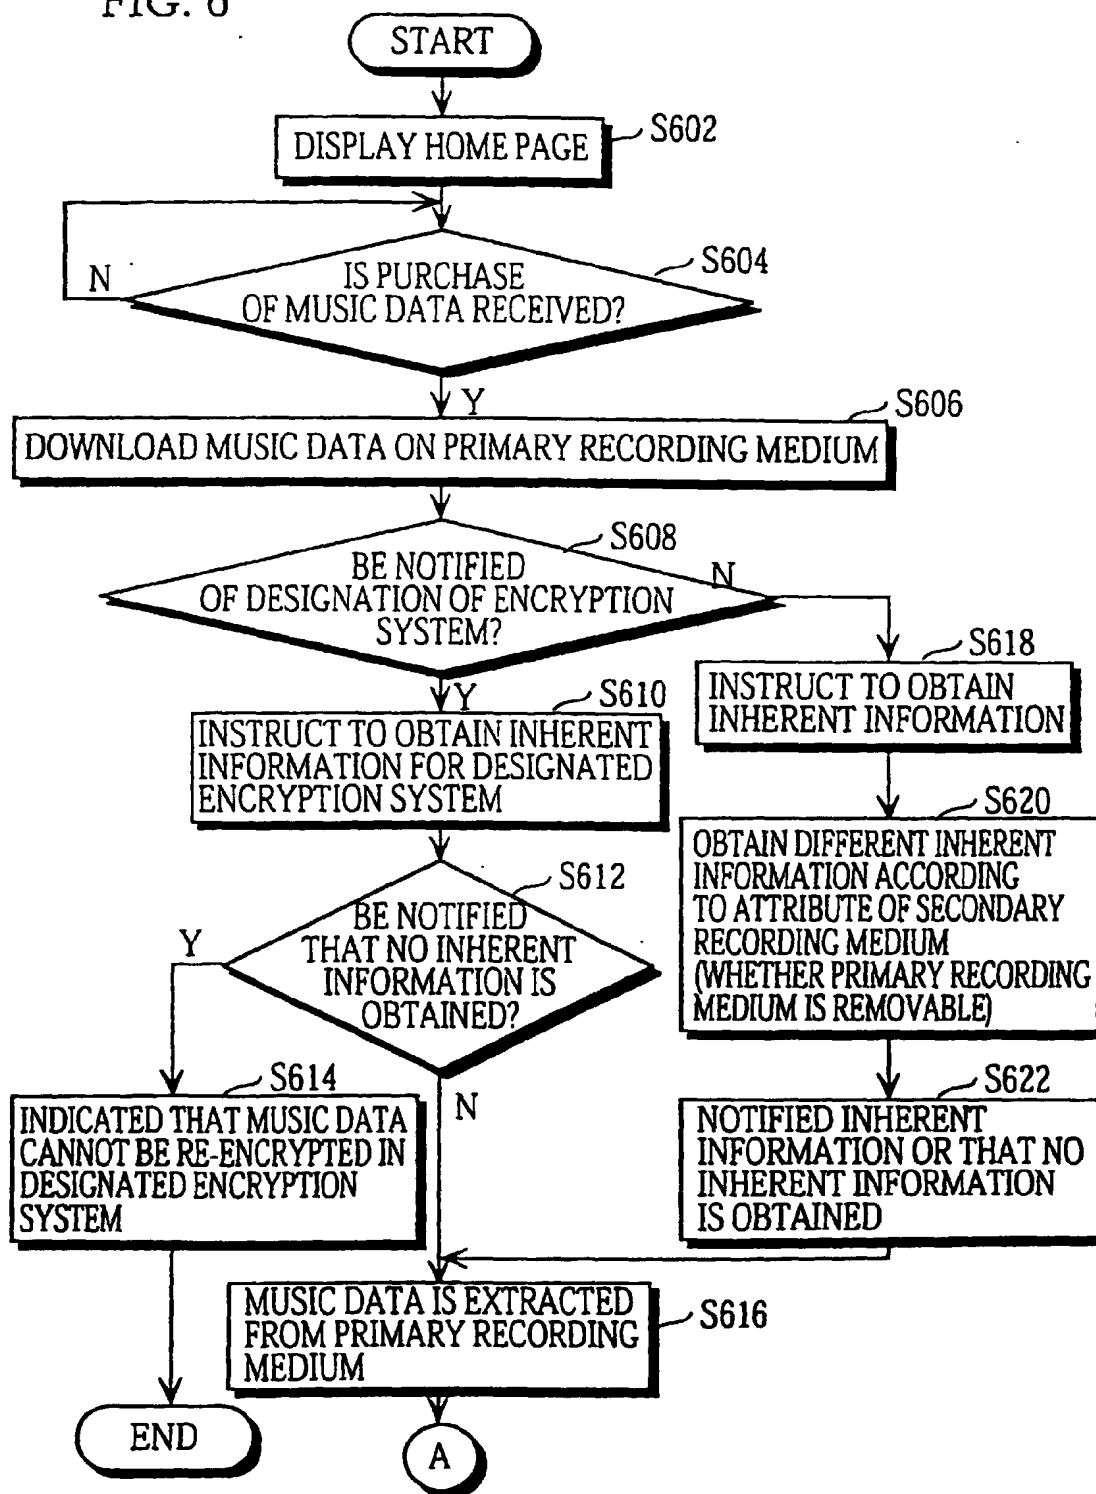 FIG. 6
START
DISPLAY HOME PAGE
S602
IS PURCHASE
OF MUSIC DATA RECEIVED?
S604
N
Y
DOWNLOAD MUSIC DATA ON PRIMARY RECORDING MEDIUM
S606
BE NOTIFIED
OF DESIGNATION OF ENCRYPTION
SYSTEM?
S608
N
Y
INSTRUCT TO OBTAIN INHERENT
INFORMATION FOR DESIGNATED
ENCRYPTION SYSTEM
S610
INSTRUCT TO OBTAIN
INHERENT INFORMATION
S618
BE NOTIFIED
THAT NO INHERENT
INFORMATION IS
OBTAINED?
S612
Y
N
OBTAIN DIFFERENT INHERENT
INFORMATION ACCORDING
TO ATTRIBUTE OF SECONDARY
RECORDING MEDIUM
(WHETHER PRIMARY RECORDING
MEDIUM IS REMOVABLE)
S620
INDICATED THAT MUSIC DATA
CANNOT BE RE-ENCRYPTED IN
DESIGNATED ENCRYPTION
SYSTEM
S614
NOTIFIED INHERENT
INFORMATION OR THAT NO
INHERENT INFORMATION
IS OBTAINED
S622
MUSIC DATA IS EXTRACTED
FROM PRIMARY RECORDING
MEDIUM
S616
END
A